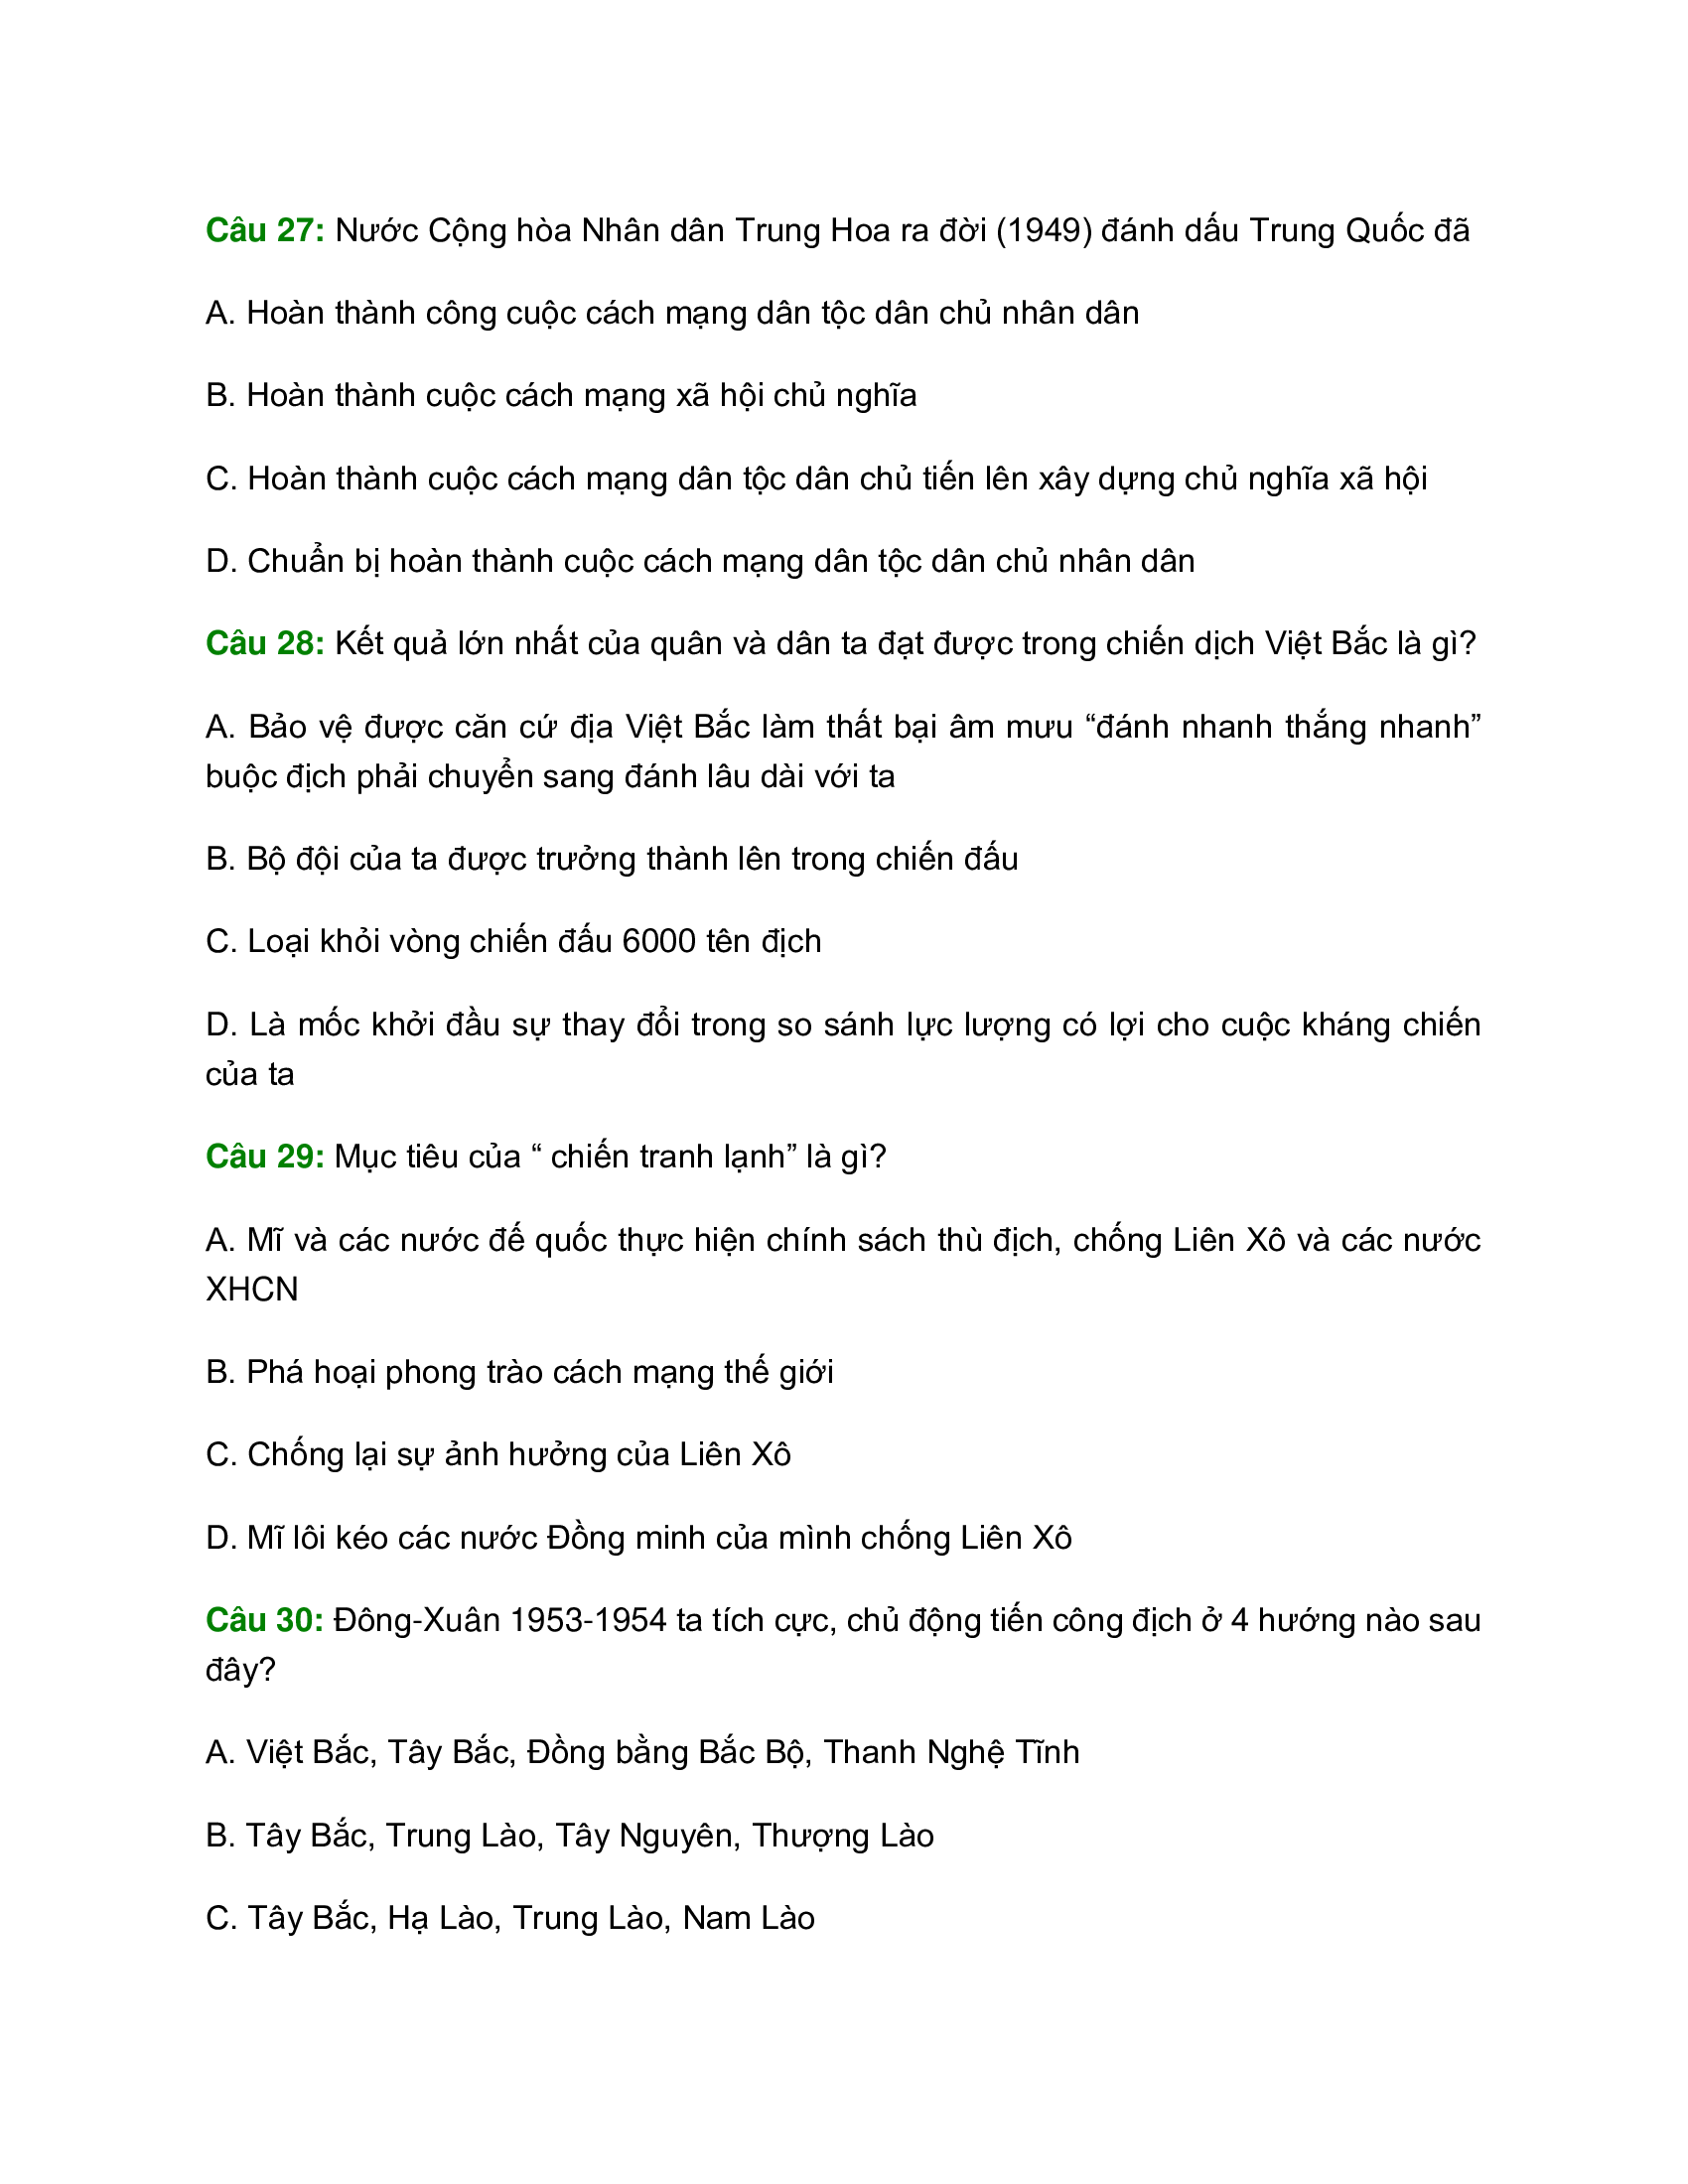 Câu 27: Nước Cộng hòa Nhân dân Trung Hoa ra đời (1949) đánh dấu Trung Quốc đã
A. Hoàn thành công cuộc cách mạng dân tộc dân chủ nhân dân
B. Hoàn thành cuộc cách mạng xã hội chủ nghĩa
C. Hoàn thành cuộc cách mạng dân tộc dân chủ tiến lên xây dựng chủ nghĩa xã hội
D. Chuẩn bị hoàn thành cuộc cách mạng dân tộc dân chủ nhân dân
Câu 28: Kết quả lớn nhất của quân và dân ta đạt được trong chiến dịch Việt Bắc là gì?
A. Bảo vệ được căn cứ địa Việt Bắc làm thất bại âm mưu “đánh nhanh thắng nhanh”
buộc địch phải chuyển sang đánh lâu dài với ta
B. Bộ đội của ta được trưởng thành lên trong chiến đấu
C. Loại khỏi vòng chiến đấu 6000 tên địch
D. Là mốc khởi đầu sự thay đổi trong so sánh lực lượng có lợi cho cuộc kháng chiến
của ta
Câu 29: Mục tiêu của “ chiến tranh lạnh” là gì?
A. Mĩ và các nước đế quốc thực hiện chính sách thù địch, chống Liên Xô và các nước
XHCN
B. Phá hoại phong trào cách mạng thế giới
C. Chống lại sự ảnh hưởng của Liên Xô
D. Mĩ lôi kéo các nước Đồng minh của mình chống Liên Xô
Câu 30: Đông-Xuân 1953-1954 ta tích cực, chủ động tiến công địch ở 4 hướng nào sau
đây?
A. Việt Bắc, Tây Bắc, Đồng bằng Bắc Bộ, Thanh Nghệ Tĩnh
B. Tây Bắc, Trung Lào, Tây Nguyên, Thượng Lào
C. Tây Bắc, Hạ Lào, Trung Lào, Nam Lào